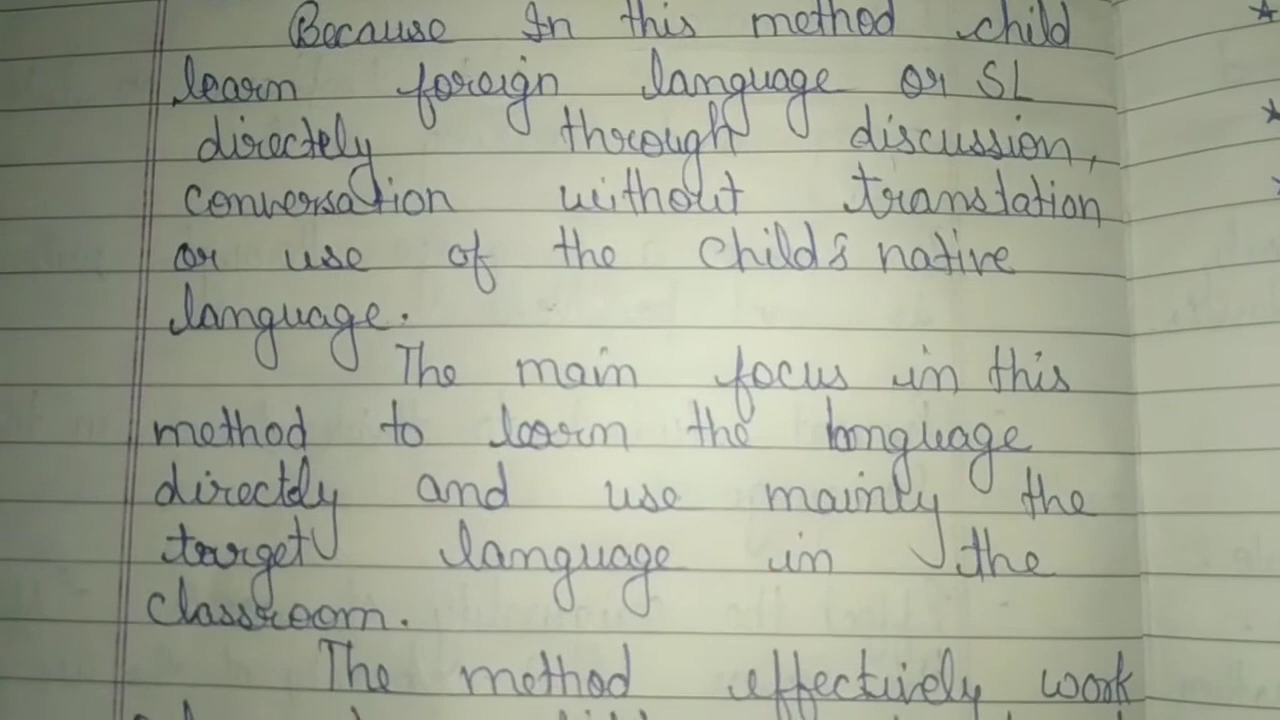 Because In this method child
learn foreign language or SL
directely through discussion,
conversation without translation
or use of the child's native
language.
The main focus in this
method to learn the language
directly and use mainly the
target language in the
classroom.
The method effectively work